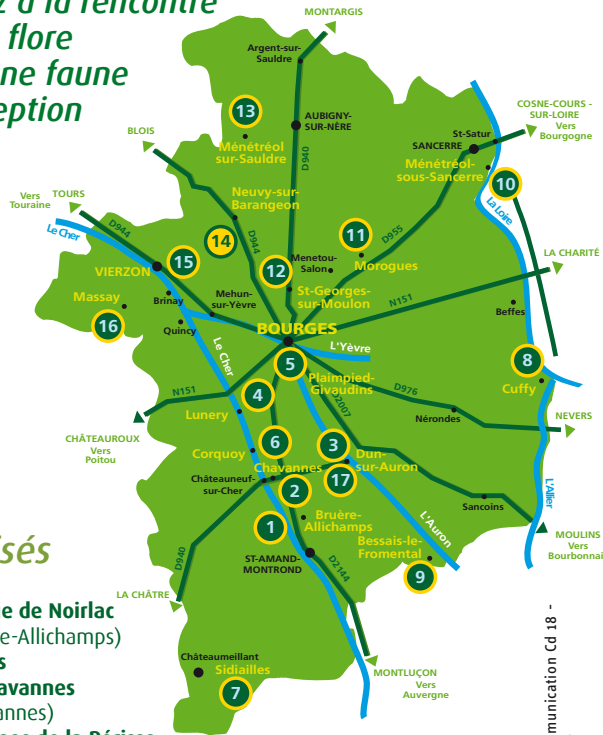 z à la rencontre
flore
ne faune
eption
MONTARGIS
Argent-sur-
Sauldre
13
AUBIGNY-
SUR-NÈRE
COSNE-COURS -
SUR-LOIRE
Vers
Bourgogne
BLOIS
Ménétréol
sur-Sauldre
D940
St-Satur
SANCERRE
Ménétréol-
sous-Sancerre
10
La Loire
Vers
Touraine
TOURS
Le Cher
D944
Neuvy-sur-
Barangeon
14
D944
11
D955
Morogues
15
VIERZON
12
Menetou-
Salon
LA CHARITÉ
Massay
16
Brinay
Mehun-
sur-Yèvre
St-Georges-
sur-Moulon
N151
Quincy
Beffes
BOURGES
Le Cher
L'Yèvre
5
8
Cuffy
Plaimpied-
Givaudins
D976
N151
4
D2007
Lunery
Nérondes
NEVERS
CHÂTEAUROUX
Vers
Poitou
6
3
Corquoy
Chavannes
Dun-
sur-Auron
17
Châteauneuf-
sur-Cher
2
L'Allier
Sancoins
1
Bruère-
Allichamps
L'Auron
MOULINS
Vers
Bourbonnai
Bessais-le-
Fromental
9
D940
ST-AMAND-
MONTROND
D2144
isés
LA CHÂTRE
e de Noirlac
e-Allichamps)
s
avannes
annes)
Châteaumeillant
Sidiailles
7
MONTLUÇON
Vers
Auvergne
munication Cd 18 -